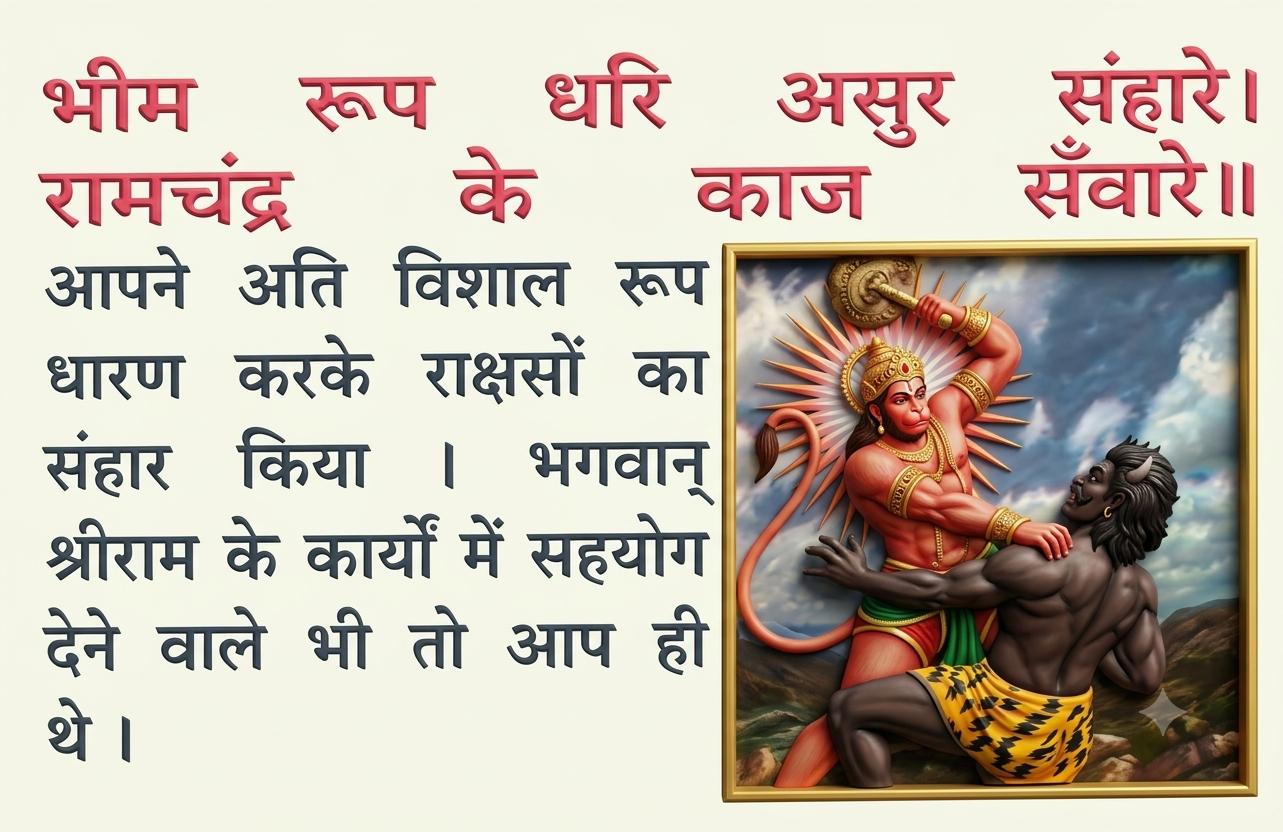 भीम रूप धरि असुर संहारे।
रामचंद्र के काज सँवारे॥
आपने अति विशाल रूप
धारण करके राक्षसों का
संहार किया । भगवान्
श्रीराम के कार्यों में सहयोग
देने वाले भी तो आप ही
थे ।